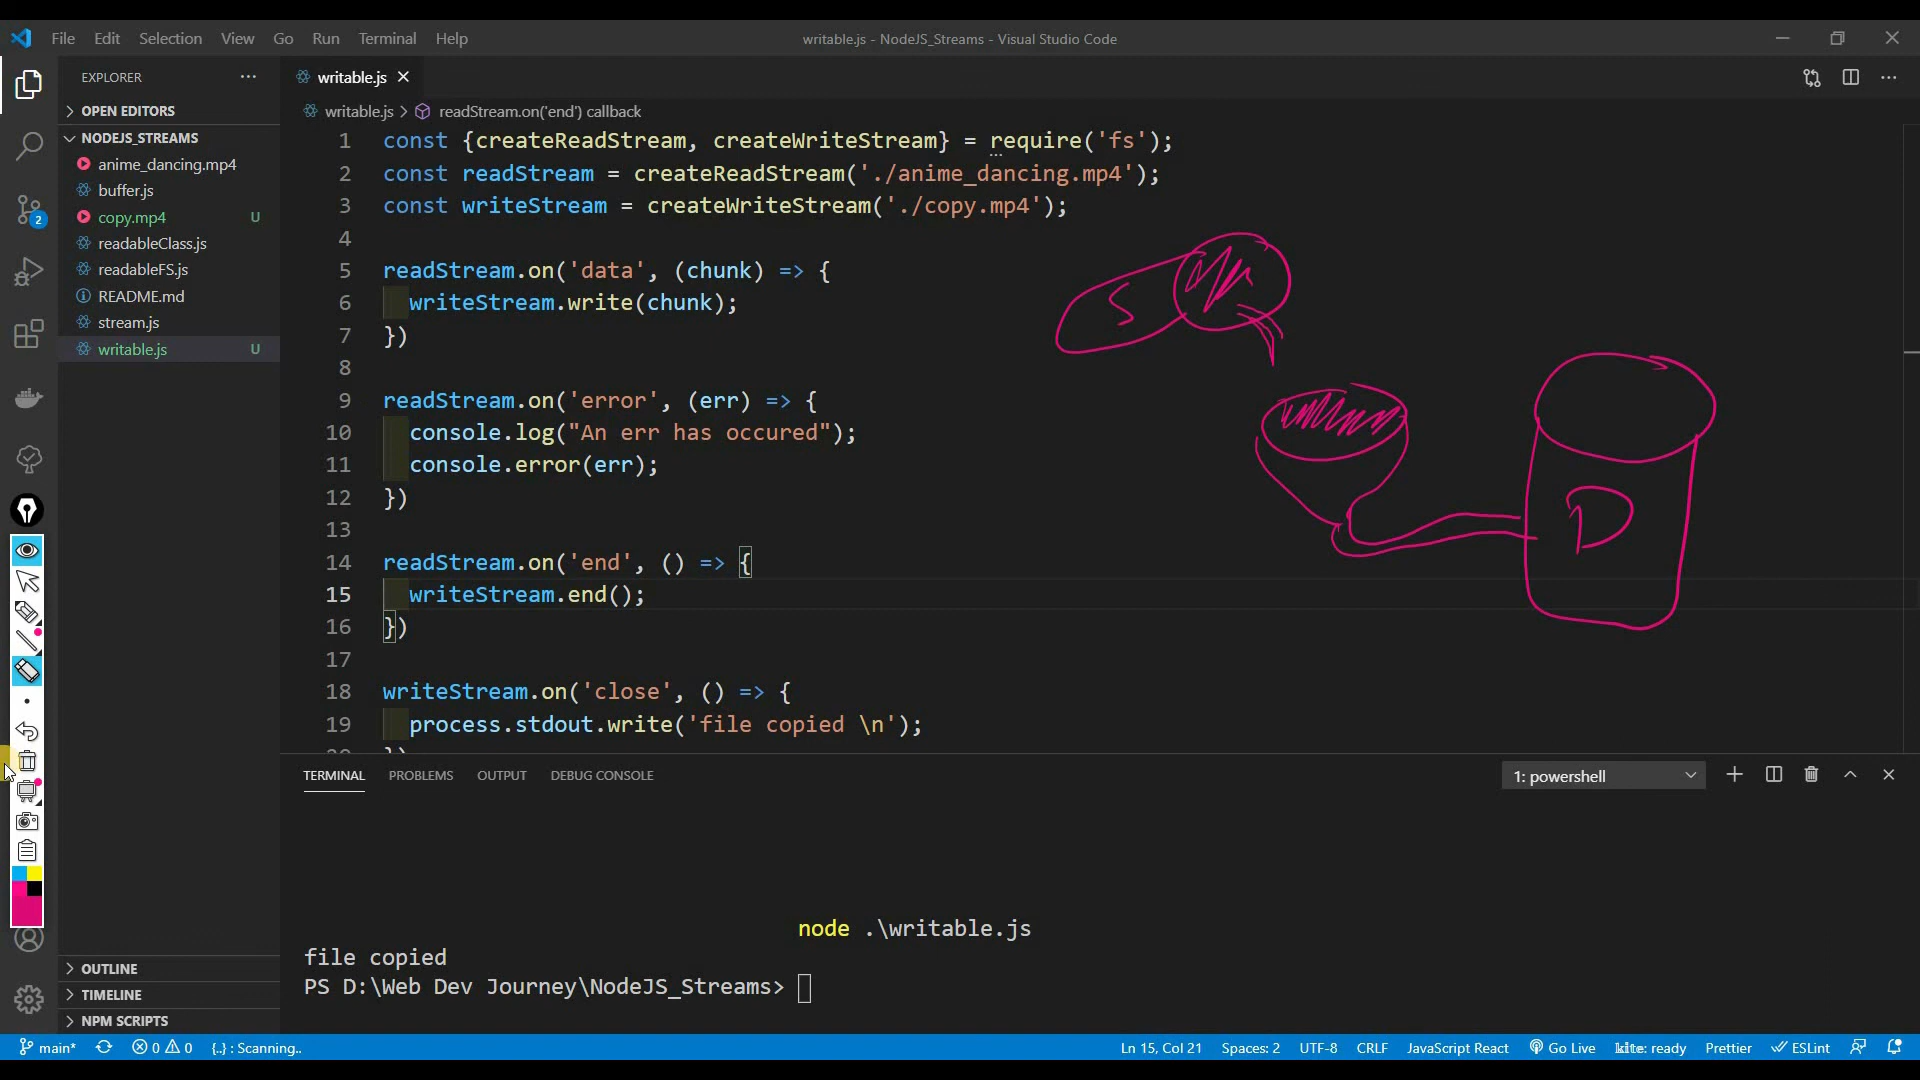 File Edit Selection View Go Run Terminal Help
writable.js - NodeJS_Streams - Visual Studio Code
EXPLORER
OPEN EDITORS
NODEJS_STREAMS
anime_dancing.mp4
buffer.js
copy.mp4 U
readableClass.js
readableFS.js
README.md
stream.js
writable.js U
2
OUTLINE
TIMELINE
NPM SCRIPTS
writable.js
writable.js > readStream.on('end') callback
1 const {createReadStream, createWriteStream} = require('fs');
2 const readStream = createReadStream('./anime_dancing.mp4');
3 const writeStream = createWriteStream('./copy.mp4');
4
5 readStream.on('data', (chunk) => {
6 writeStream.write(chunk);
7 })
8
9 readStream.on('error', (err) => {
10 console.log("An err has occured");
11 console.error(err);
12 })
13
14 readStream.on('end', () => {
15 writeStream.end();
16 })
17
18 writeStream.on('close', () => {
19 process.stdout.write('file copied \n');
S
D
TERMINAL PROBLEMS OUTPUT DEBUG CONSOLE
1: powershell
node .\writable.js
file copied
PS D:\Web Dev Journey\NodeJS_Streams>
main* 0 0 {..} : Scanning.. Ln 15, Col 21 Spaces: 2 UTF-8 CRLF JavaScript React Go Live kite: ready Prettier ESLint